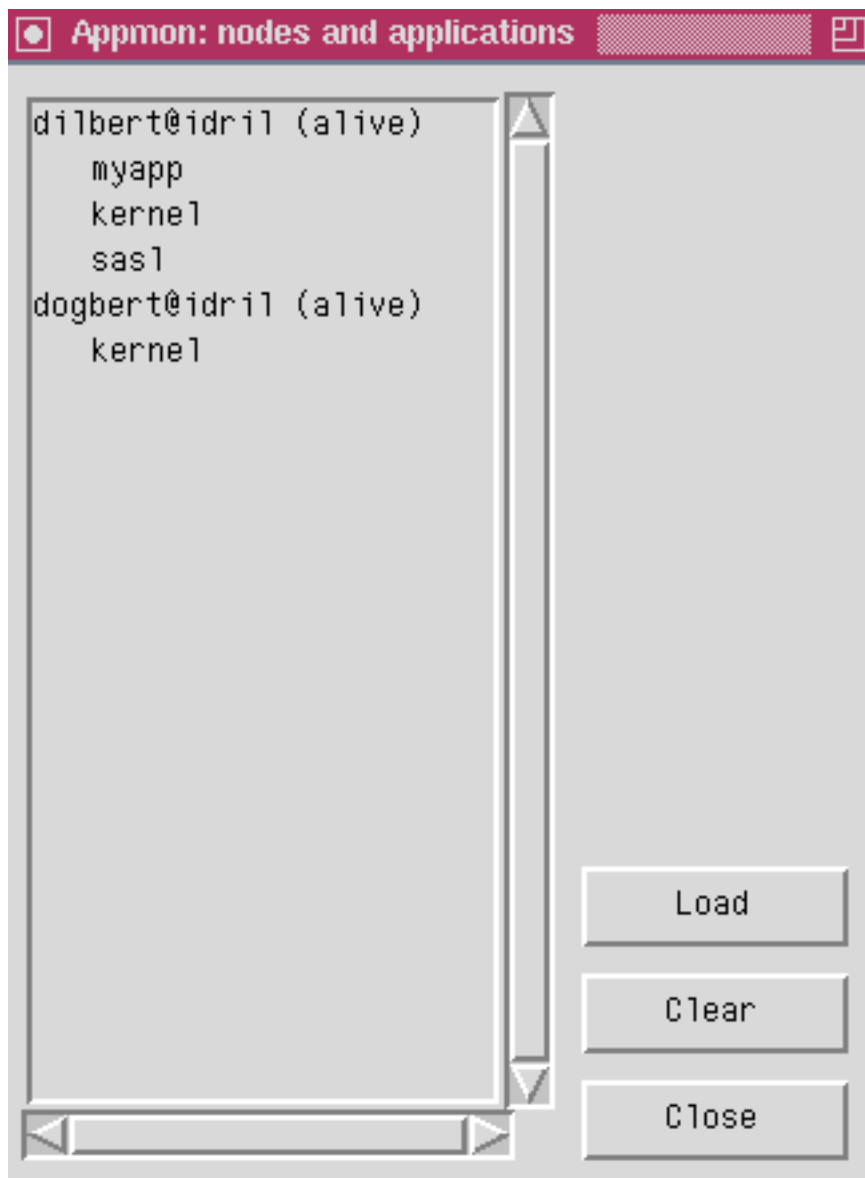 Appmon: nodes and applications
dilbert@idril (alive)
myapp
kernel
sasl
dogbert@idril (alive)
kernel
Load
Clear
Close